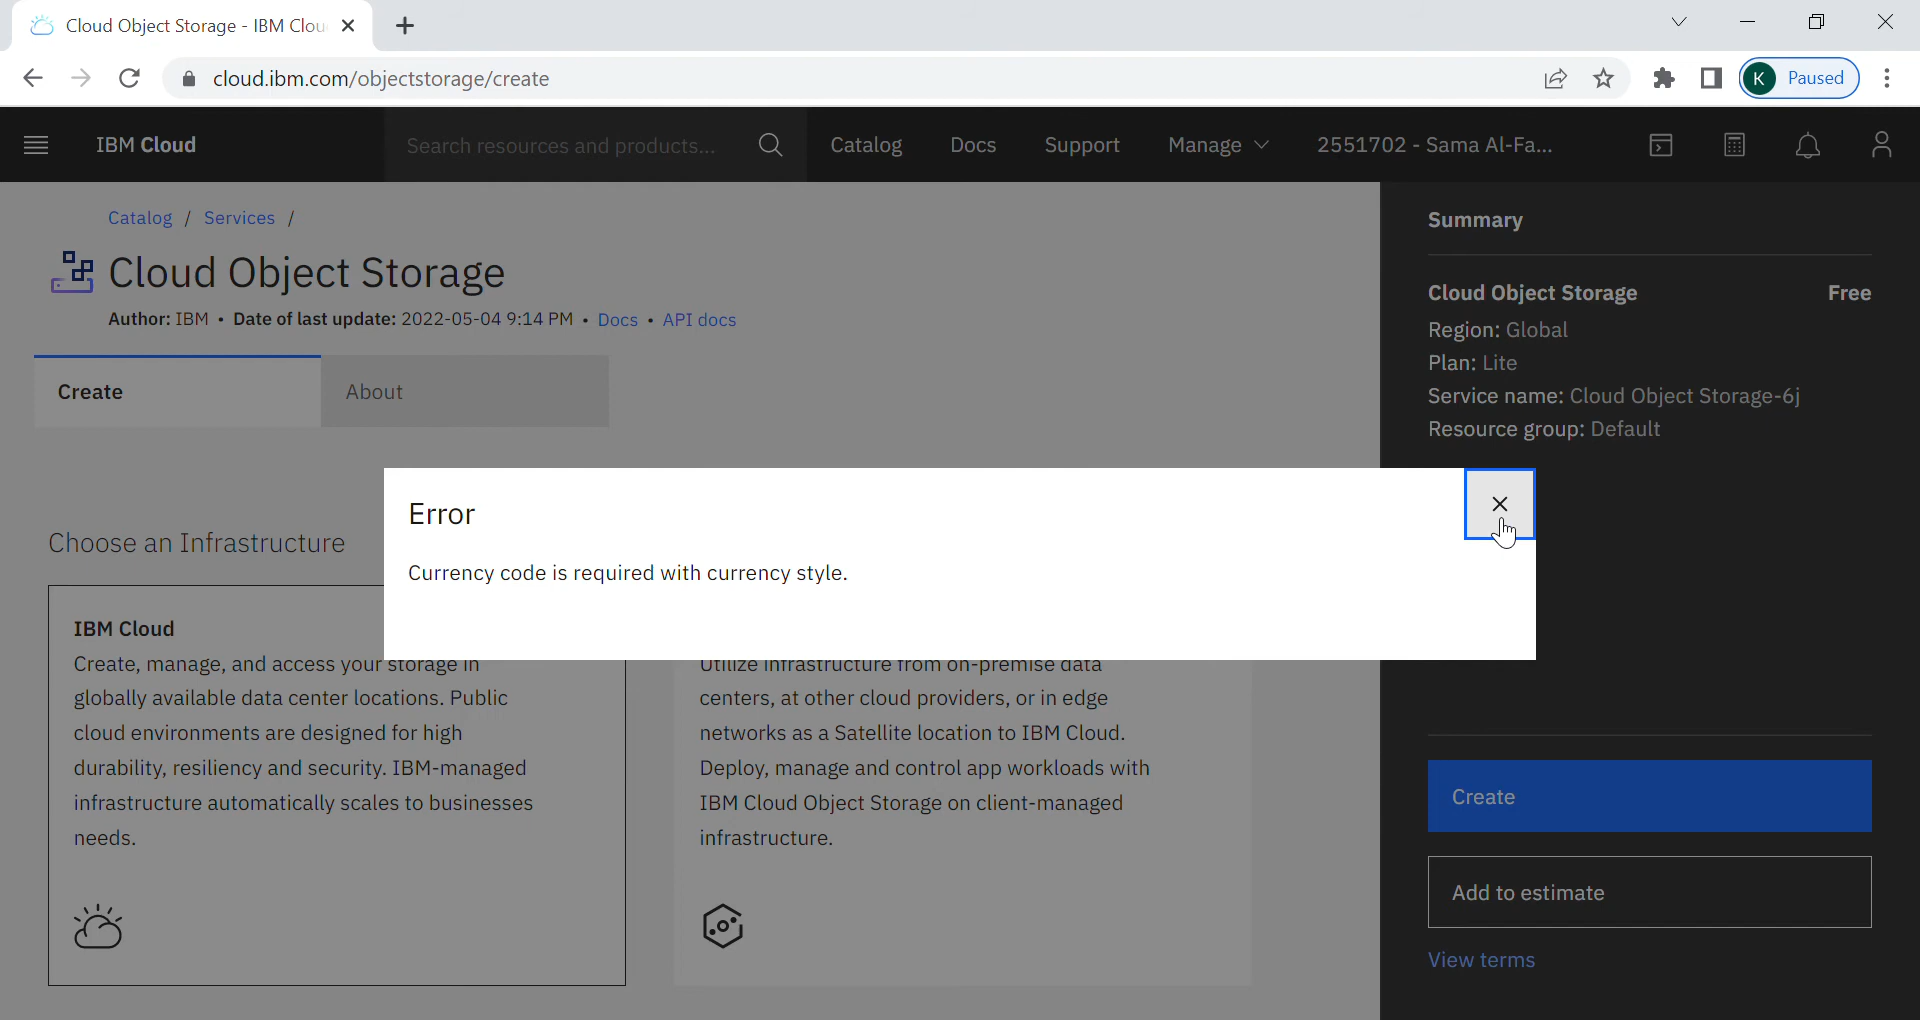 Cloud Object Storage - IBM Clou
cloud.ibm.com/objectstorage/create
K
Paused
IBM Cloud
Search resources and products...
Catalog
Docs
Support
Manage
2551702 - Sama Al-Fa...
Catalog / Services /
Cloud Object Storage
Author: IBM • Date of last update: 2022-05-04 9:14 PM • Docs • API docs
Create
About
Choose an Infrastructure
Error
Currency code is required with currency style.
IBM Cloud
Create, manage, and access your storage in
globally available data center locations. Public
cloud environments are designed for high
durability, resiliency and security. IBM-managed
infrastructure automatically scales to businesses
needs.
Utilize infrastructure from on-premise data
centers, at other cloud providers, or in edge
networks as a Satellite location to IBM Cloud.
Deploy, manage and control app workloads with
IBM Cloud Object Storage on client-managed
infrastructure.
Summary
Cloud Object Storage Free
Region: Global
Plan: Lite
Service name: Cloud Object Storage-6j
Resource group: Default
Create
Add to estimate
View terms